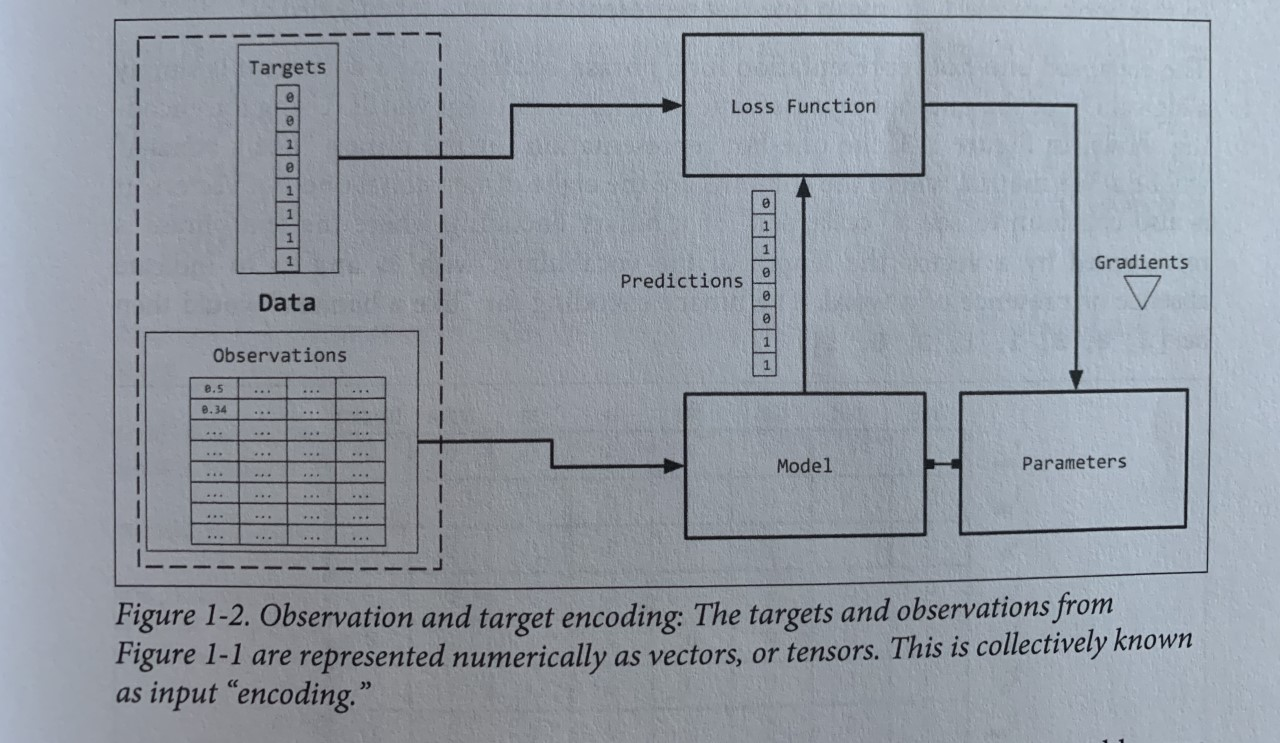 Targets
0
0
1
0
1
1
1
1
Data
Observations
0.5 ... ... ...
0.34 ... ... ...
... ... ... ...
... ... ... ...
... ... ... ...
... ... ... ...
... ... ... ...
... ... ... ...
Loss Function
Predictions
0
1
1
0
0
0
1
1
Gradients
Model
Parameters
Figure 1-2. Observation and target encoding: The targets and observations from
Figure 1-1 are represented numerically as vectors, or tensors. This is collectively known
as input “encoding.”